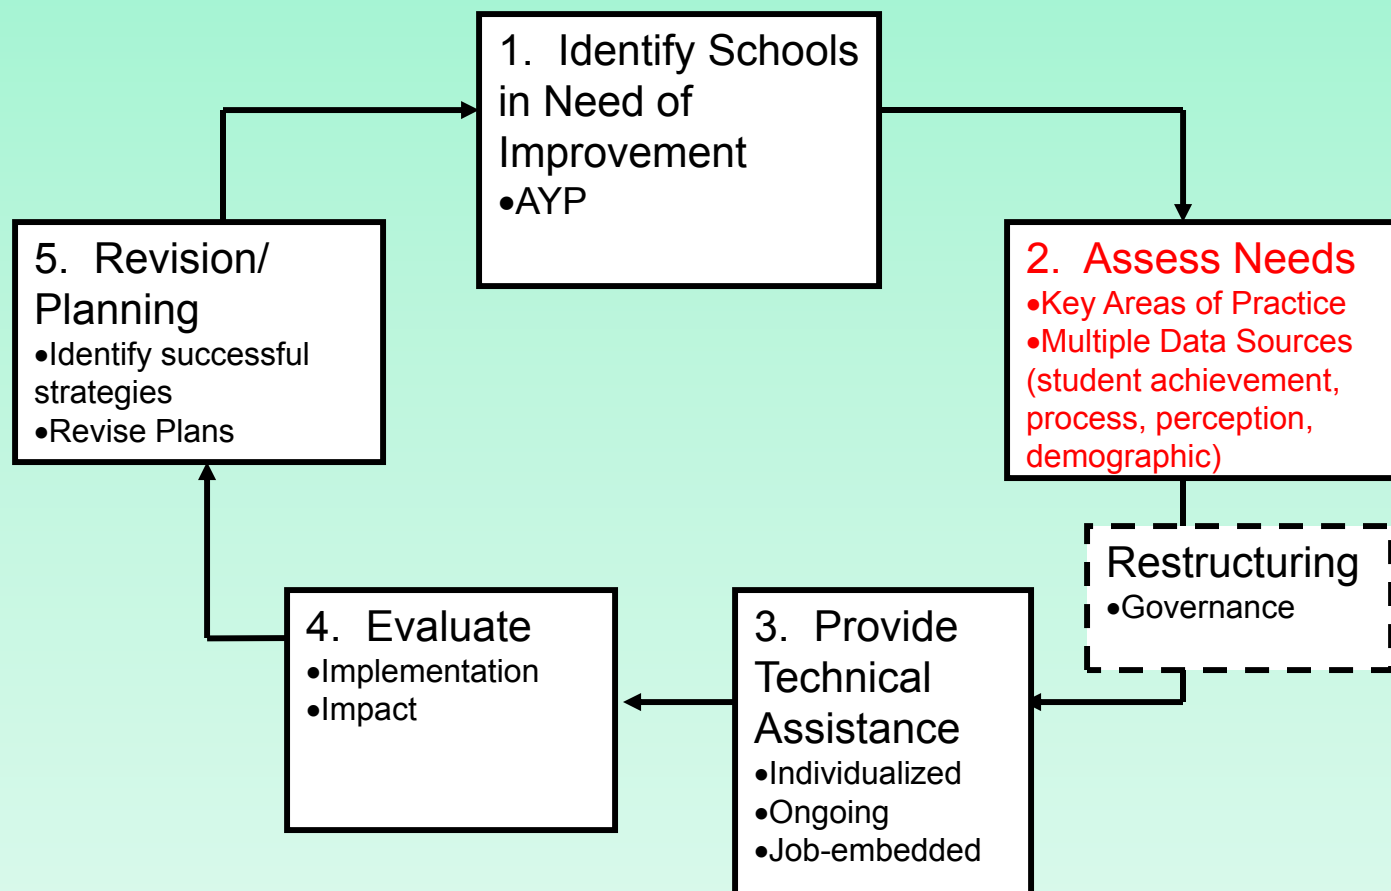 1.  Identify Schools
in Need of
Improvement
•AYP
2.  Assess Needs
•Key Areas of Practice
•Multiple Data Sources
(student achievement,
process, perception,
demographic)
Restructuring
•Governance
3.  Provide
Technical
Assistance
•Individualized
•Ongoing
•Job-embedded
4.  Evaluate
•Implementation
•Impact
5.  Revision/
Planning
•Identify successful
strategies
•Revise Plans